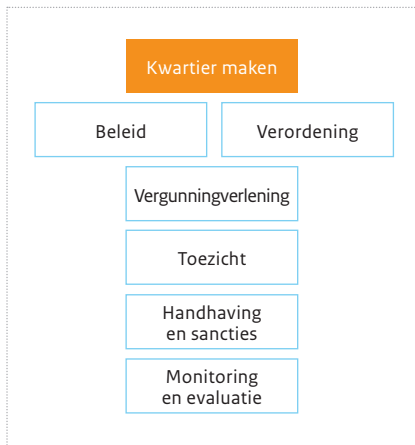 Kwartier maken
Beleid
Verordening
Vergunningverlening
Toezicht
Handhaving
en sancties
Monitoring
en evaluatie